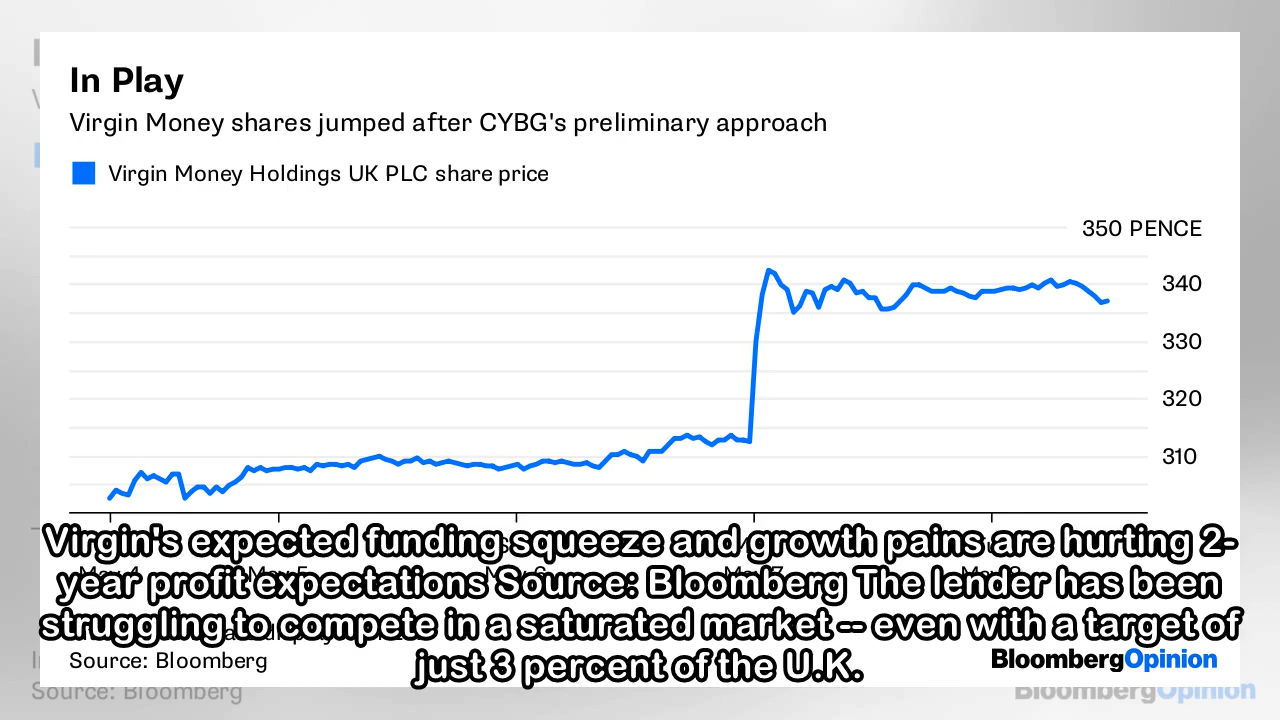 In Play
Virgin Money shares jumped after CYBG's preliminary approach
Virgin Money Holdings UK PLC share price
350 PENCE
340
330
320
310
Virgin's expected funding squeeze and growth pains are hurting 2-
year profit expectations Source: Bloomberg The lender has been
struggling to compete in a saturated market -- even with a target of
just 3 percent of the U.K.
Source: Bloomberg
BloombergOpinion
Source: Bloomberg
BloombergOpinion